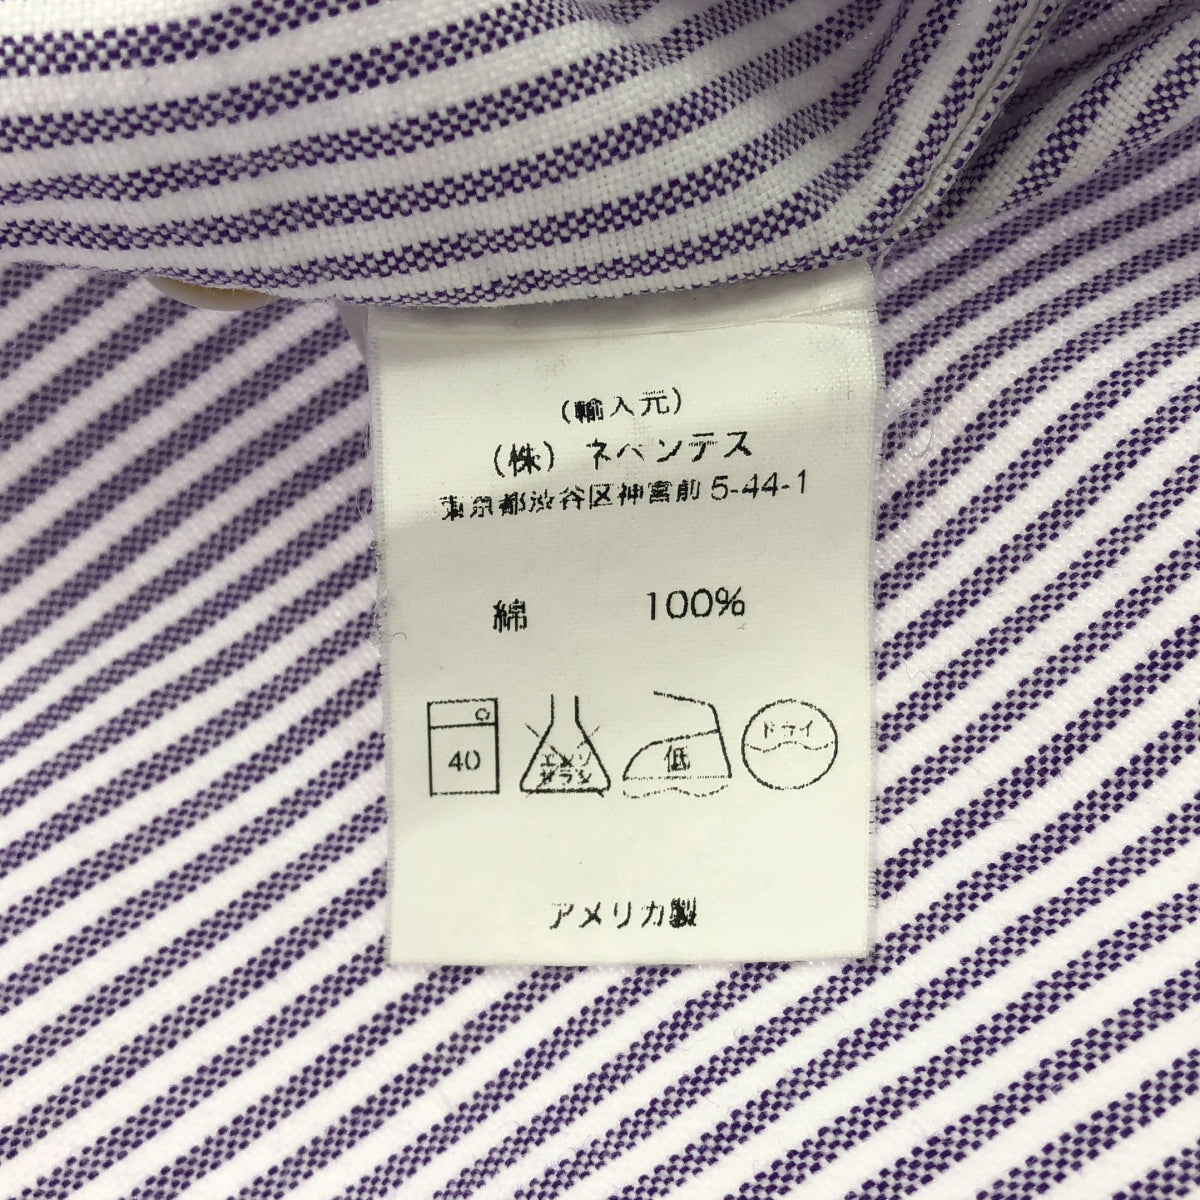 (輸入元)
(株) ネペンテス
東京都渋谷区神宮前 5-44-1
綿 100%
40
エンソ
サラシ
低
ドライ
アメリカ製